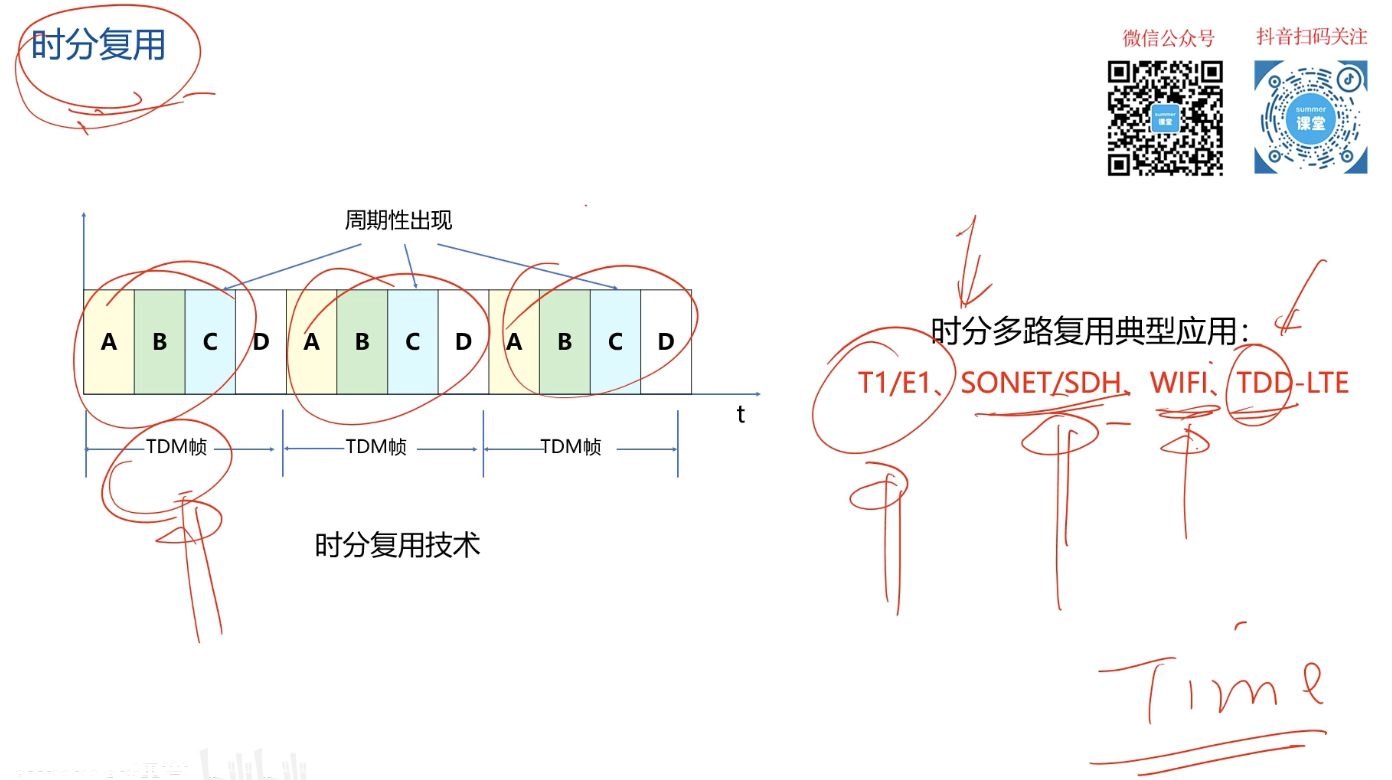 时分复用
微信公众号
抖音扫码关注
summer
课堂
summer
课堂
周期性出现
A B C D A B C D A B C D
t
TDM帧 TDM帧 TDM帧
时分复用技术
时分多路复用典型应用：
T1/E1、SONET/SDH、WIFI、TDD-LTE
Time